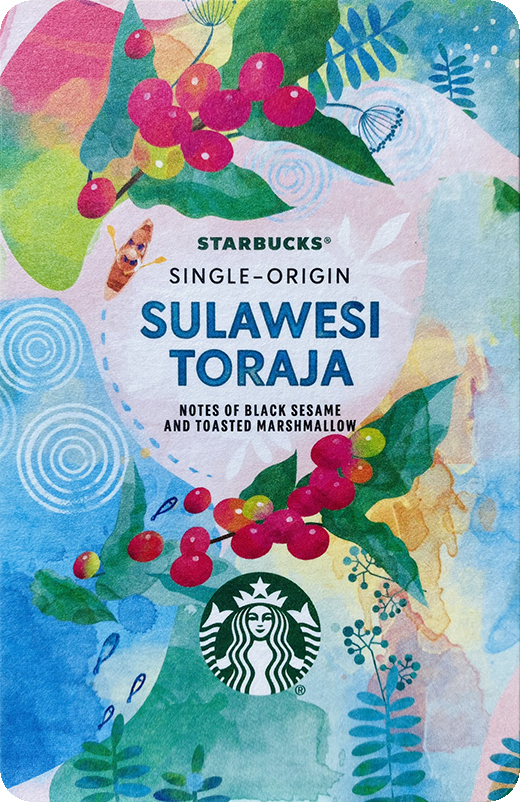 STARBUCKS®
SINGLE-ORIGIN
SULAWESI
TORAJA
NOTES OF BLACK SESAME
AND TOASTED MARSHMALLOW
®